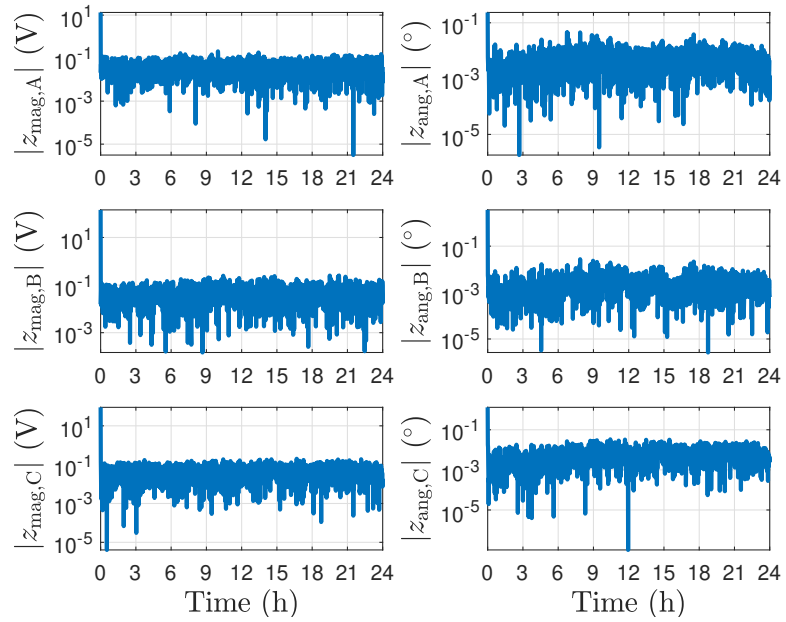 |z_mag,A| (V)
10^1
10^-1
10^-3
10^-5
0 3 6 9 12 15 18 21 24
|z_ang,A| (°)
10^-1
10^-3
10^-5
0 3 6 9 12 15 18 21 24
|z_mag,B| (V)
10^1
10^-1
10^-3
0 3 6 9 12 15 18 21 24
|z_ang,B| (°)
10^-1
10^-3
10^-5
0 3 6 9 12 15 18 21 24
|z_mag,C| (V)
10^1
10^-1
10^-3
10^-5
0 3 6 9 12 15 18 21 24
Time (h)
|z_ang,C| (°)
10^-1
10^-3
10^-5
0 3 6 9 12 15 18 21 24
Time (h)